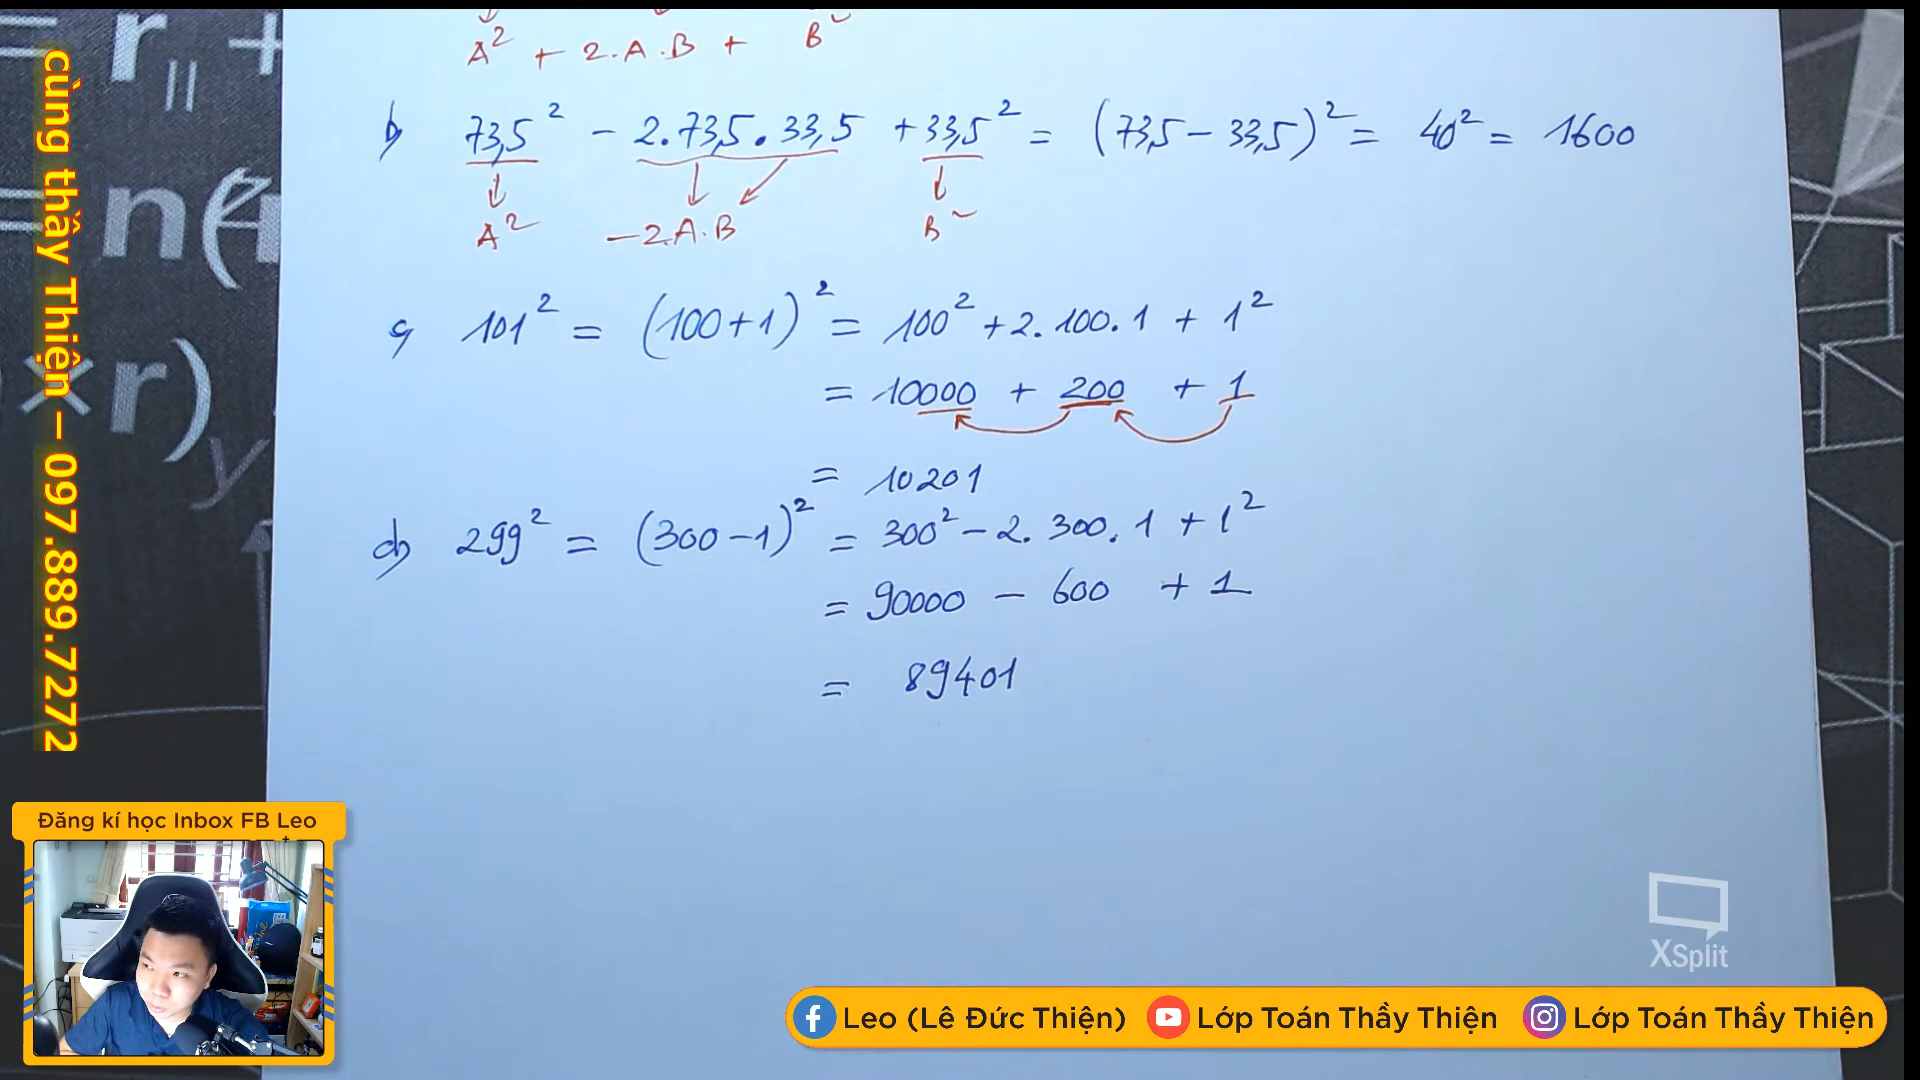 A² + 2.A.B + B²
b) 73,5² - 2.73,5.33,5 + 33,5² = (73,5 - 33,5)² = 40² = 1600
A² -2.A.B B²
c) 101² = (100+1)² = 100² + 2.100.1 + 1²
= 10000 + 200 + 1
= 10201
d) 299² = (300-1)² = 300² - 2.300.1 + 1²
= 90000 - 600 + 1
= 89401
cùng thầy Thiện – 097.889.7272
= r +
= n(
×r)
y
Đăng kí học Inbox FB Leo
XSplit
Leo (Lê Đức Thiện) Lớp Toán Thầy Thiện Lớp Toán Thầy Thiện